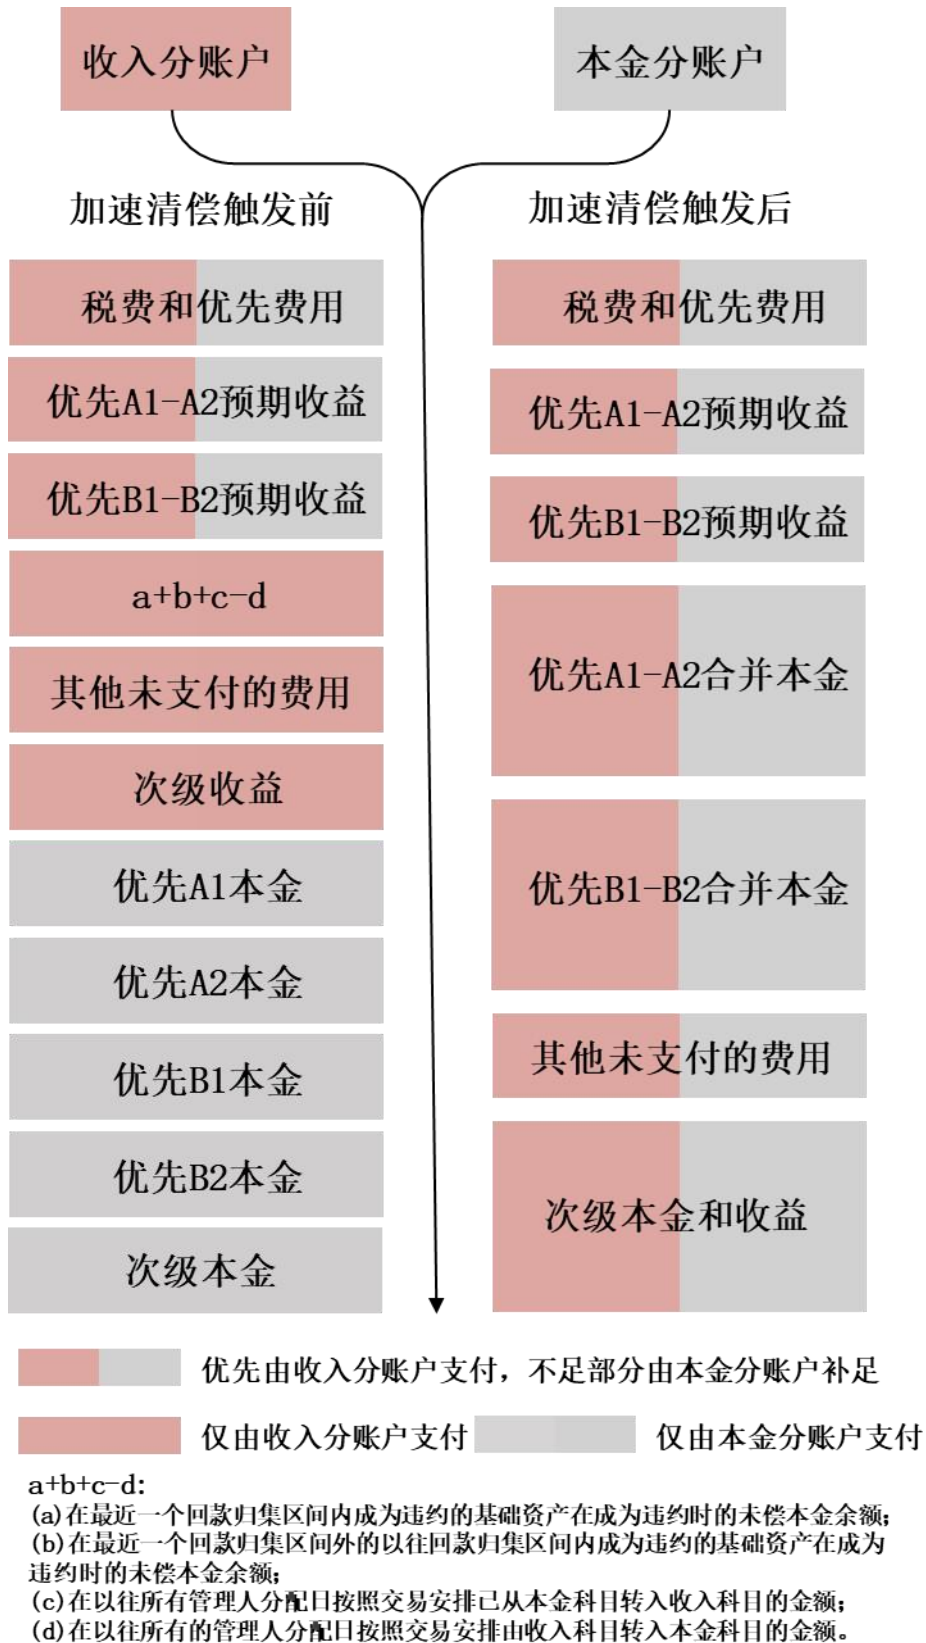 收入分账户
本金分账户
加速清偿触发前
税费和优先费用
优先A1-A2预期收益
优先B1-B2预期收益
a+b+c-d
其他未支付的费用
次级收益
优先A1本金
优先A2本金
优先B1本金
优先B2本金
次级本金
加速清偿触发后
税费和优先费用
优先A1-A2预期收益
优先B1-B2预期收益
优先A1-A2合并本金
优先B1-B2合并本金
其他未支付的费用
次级本金和收益
优先由收入分账户支付，不足部分由本金分账户补足
仅由收入分账户支付
仅由本金分账户支付
a+b+c-d:
(a)在最近一个回款归集区间内成为违约的基础资产在成为违约时的未偿本金余额;
(b)在最近一个回款归集区间外的以往回款归集区间内成为违约的基础资产在成为
违约时的未偿本金余额;
(c)在以往所有管理人分配日按照交易安排已从本金科目转入收入科目的金额;
(d)在以往所有的管理人分配日按照交易安排由收入科目转入本金科目的金额。